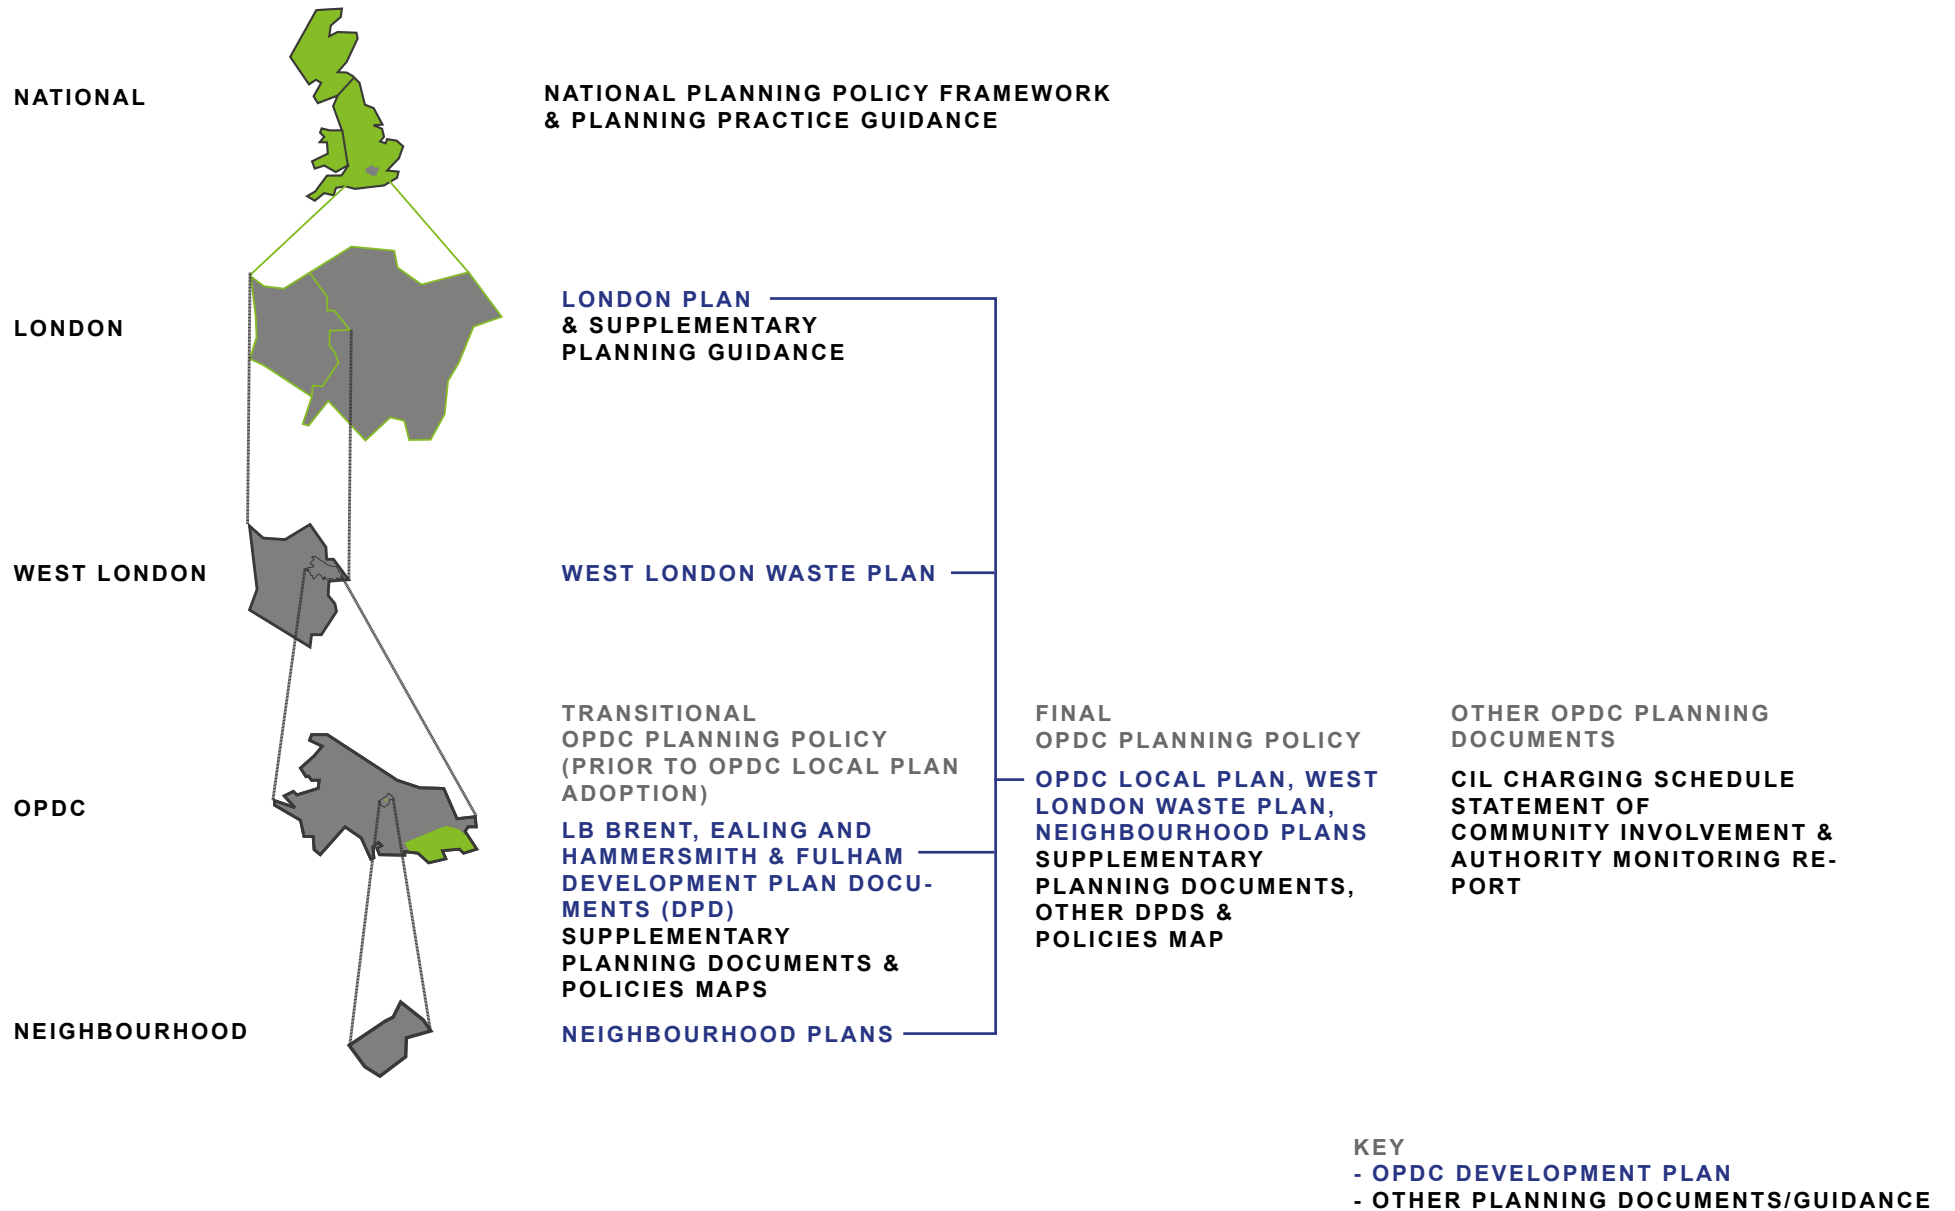 NATIONAL
NATIONAL PLANNING POLICY FRAMEWORK
& PLANNING PRACTICE GUIDANCE
LONDON
LONDON PLAN
& SUPPLEMENTARY
PLANNING GUIDANCE
WEST LONDON
WEST LONDON WASTE PLAN
OPDC
TRANSITIONAL
OPDC PLANNING POLICY
(PRIOR TO OPDC LOCAL PLAN
ADOPTION)
LB BRENT, EALING AND
HAMMERSMITH & FULHAM
DEVELOPMENT PLAN DOCU-
MENTS (DPD)
SUPPLEMENTARY
PLANNING DOCUMENTS &
POLICIES MAPS
FINAL
OPDC PLANNING POLICY
OPDC LOCAL PLAN, WEST
LONDON WASTE PLAN,
NEIGHBOURHOOD PLANS
SUPPLEMENTARY
PLANNING DOCUMENTS,
OTHER DPDS &
POLICIES MAP
OTHER OPDC PLANNING
DOCUMENTS
CIL CHARGING SCHEDULE
STATEMENT OF
COMMUNITY INVOLVEMENT &
AUTHORITY MONITORING RE-
PORT
NEIGHBOURHOOD
NEIGHBOURHOOD PLANS
KEY
- OPDC DEVELOPMENT PLAN
- OTHER PLANNING DOCUMENTS/GUIDANCE